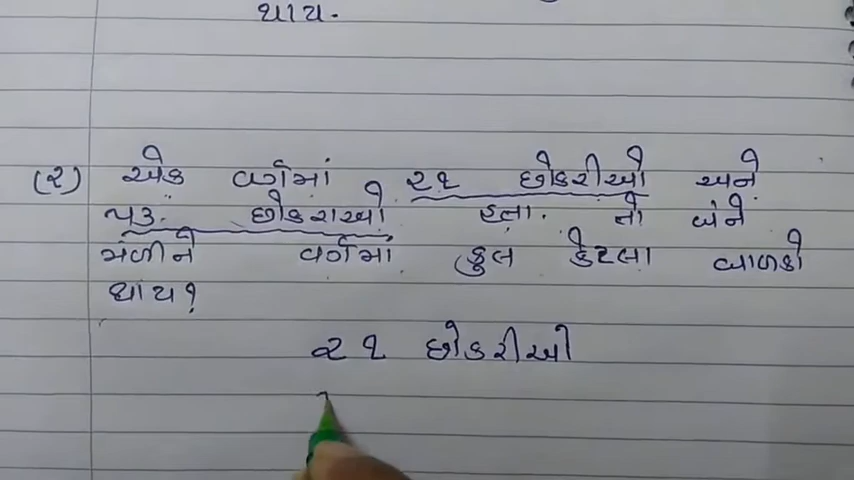 થાય.
(૨) એક વર્ગમાં ૨૧ છોકરીઓ અને
૫૩ છોકરાઓ હતા. તો બંને
મળીને વર્ગમાં કુલ કેટલા બાળકો
થાય?
૨૧ છોકરીઓ